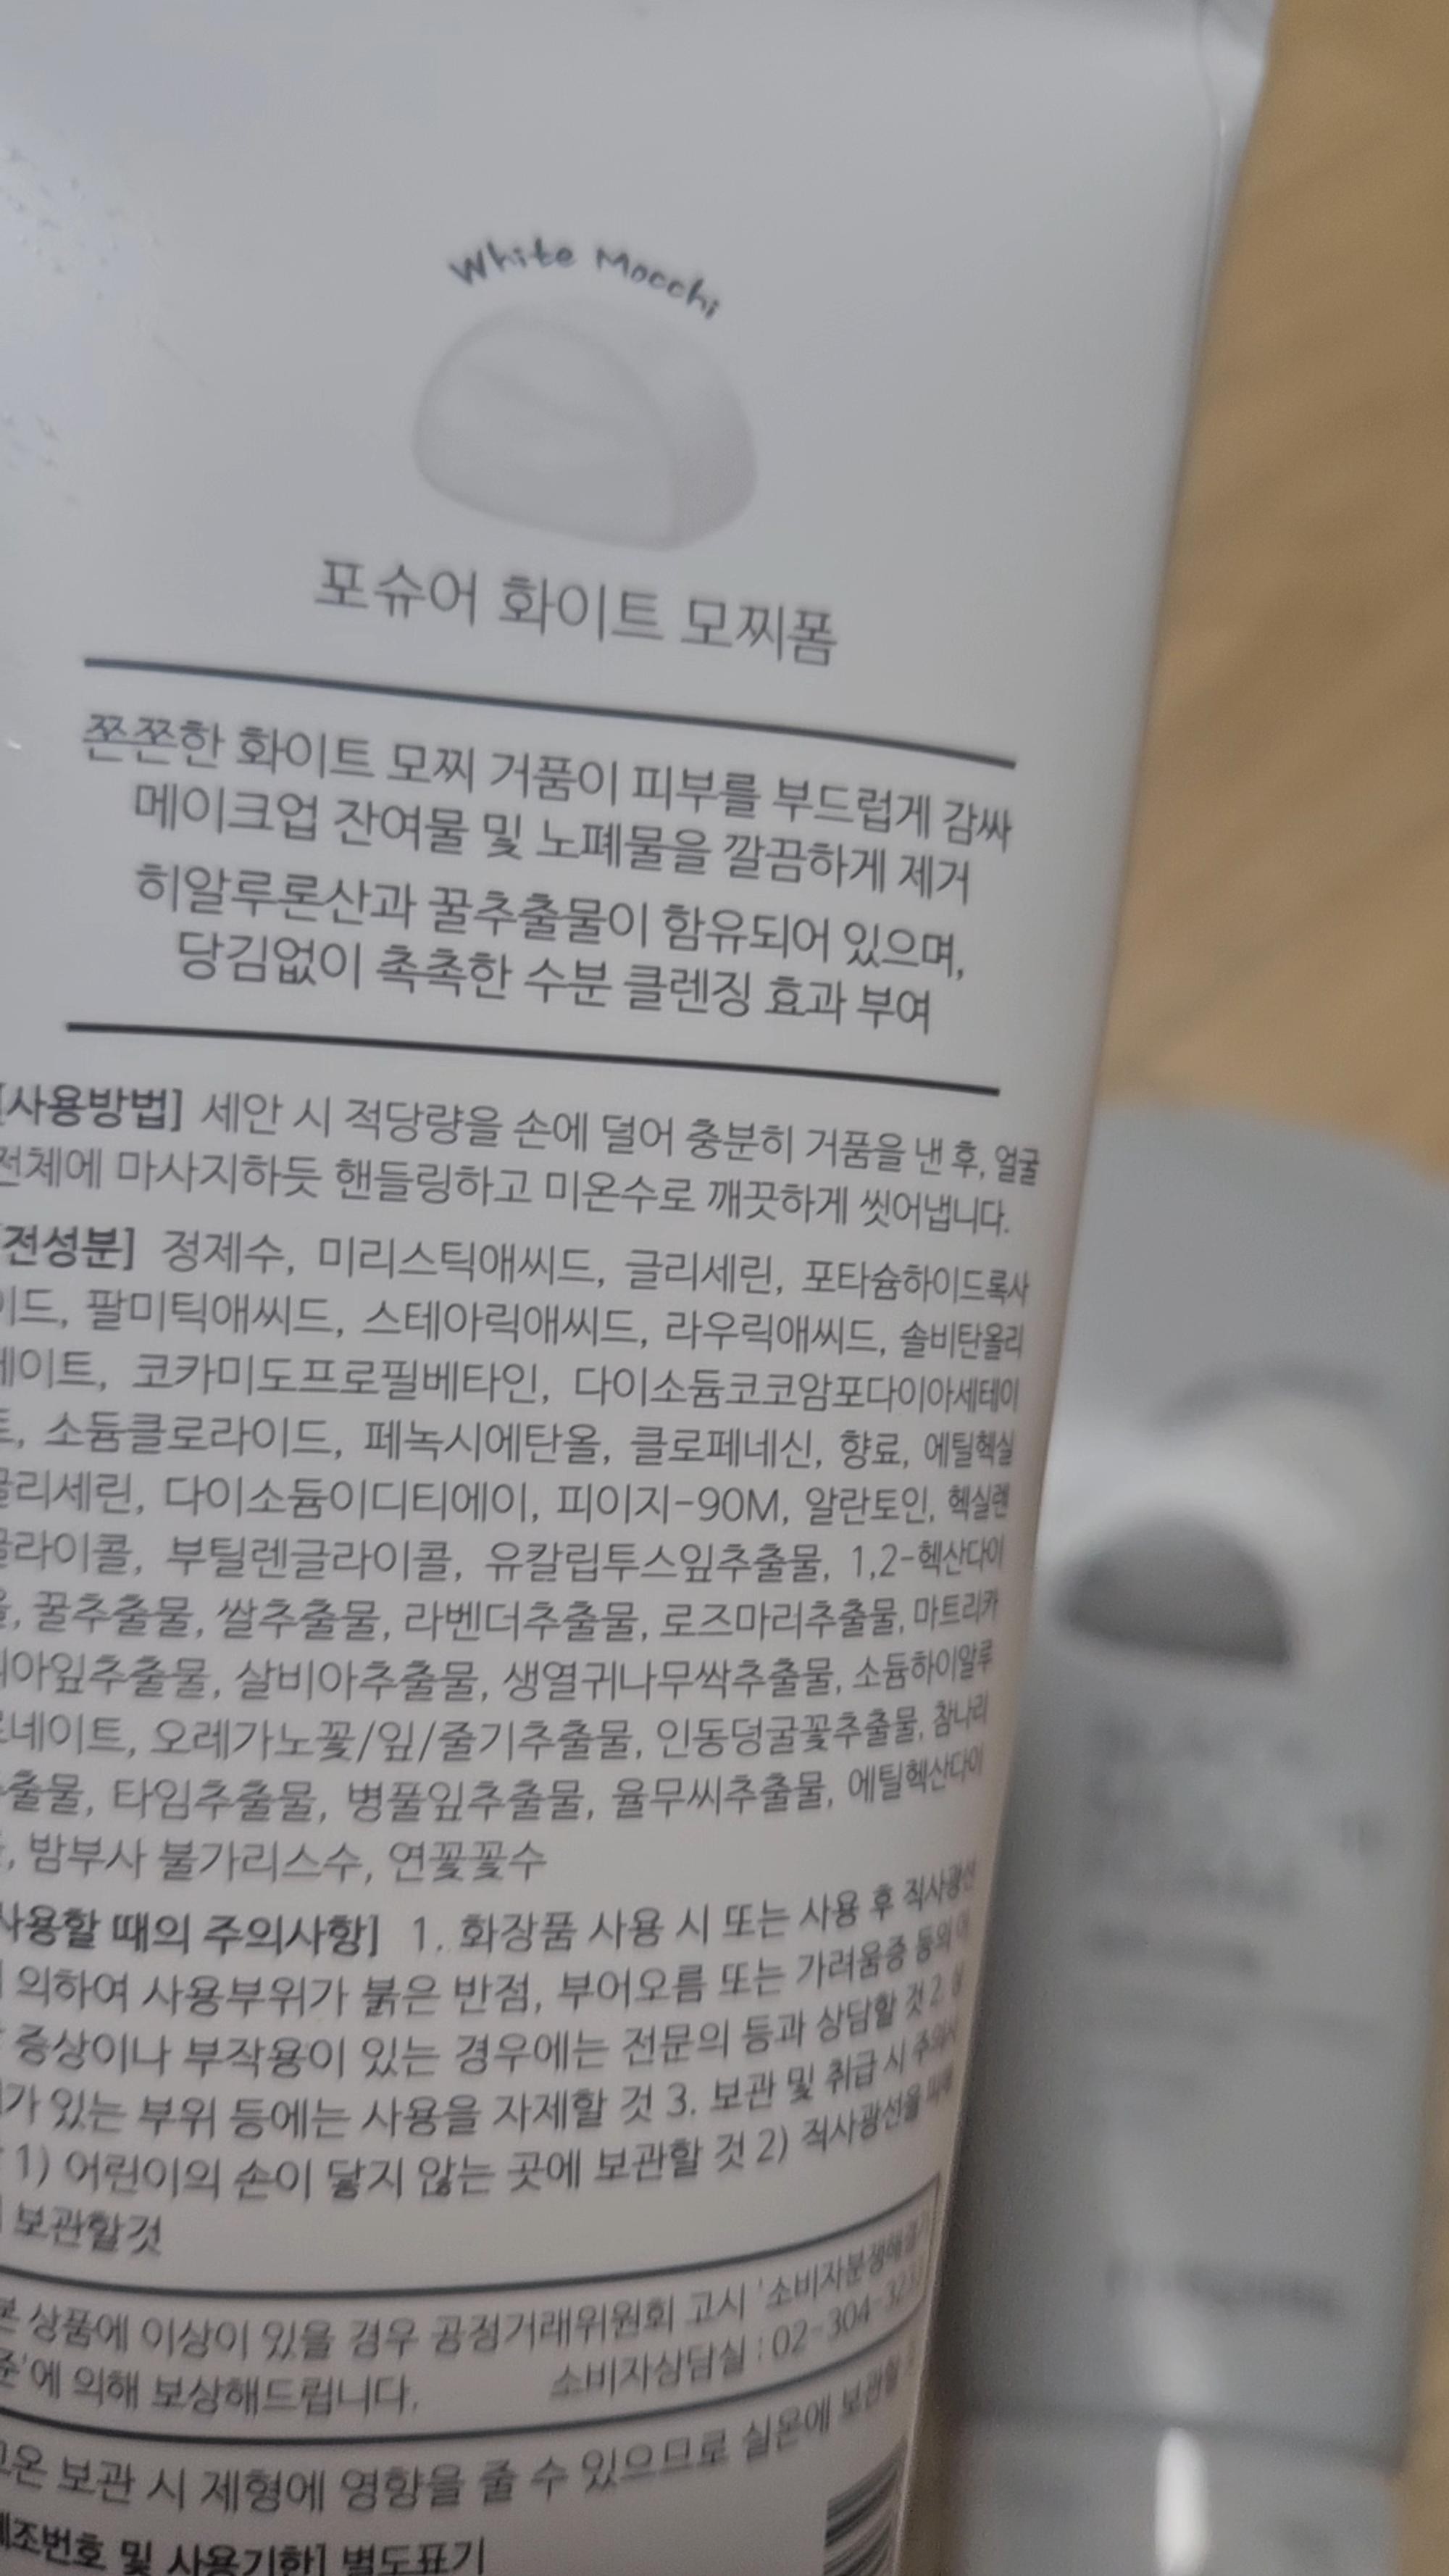 White Mocchi
포슈어 화이트 모찌폼
쫀쫀한 화이트 모찌 거품이 피부를 부드럽게 감싸
메이크업 잔여물 및 노폐물을 깔끔하게 제거
히알루론산과 꿀추출물이 함유되어 있으며,
당김없이 촉촉한 수분 클렌징 효과 부여
[사용방법] 세안 시 적당량을 손에 덜어 충분히 거품을 낸 후, 얼굴
전체에 마사지하듯 핸들링하고 미온수로 깨끗하게 씻어냅니다.
[전성분] 정제수, 미리스틱애씨드, 글리세린, 포타슘하이드록사
이드, 팔미틱애씨드, 스테아릭애씨드, 라우릭애씨드, 솔비탄올리
에이트, 코카미도프로필베타인, 다이소듐코코암포다이아세테이
트, 소듐클로라이드, 페녹시에탄올, 클로페네신, 향료, 에틸헥실
글리세린, 다이소듐이디티에이, 피이지-90M, 알란토인, 헥실렌
글라이콜, 부틸렌글라이콜, 유칼립투스잎추출물, 1,2-헥산다이
올, 꿀추출물, 쌀추출물, 라벤더추출물, 로즈마리추출물, 마트리카
리아잎추출물, 살비아추출물, 생열귀나무싹추출물, 소듐하이알루
로네이트, 오레가노꽃/잎/줄기추출물, 인동덩굴꽃추출물, 참나리
추출물, 타임추출물, 병풀잎추출물, 율무씨추출물, 에틸헥산다이
올, 밤부사 불가리스수, 연꽃꽃수
사용할 때의 주의사항] 1. 화장품 사용 시 또는 사용 후 직사광선
의하여 사용부위가 붉은 반점, 부어오름 또는 가려움증 등의
증상이나 부작용이 있는 경우에는 전문의 등과 상담할 것 2.
가 있는 부위 등에는 사용을 자제할 것 3. 보관 및 취급 시
1) 어린이의 손이 닿지 않는 곳에 보관할 것 2) 직사광선을
보관할것
본 상품에 이상이 있을 경우 공정거래위원회 고시 '소비자분쟁해결
준'에 의해 보상해드립니다. 소비자상담실 : 02-304-
고온 보관 시 제형에 영향을 줄 수 있으므로 실온에 보관할
제조번호 및 사용기한] 별도표기